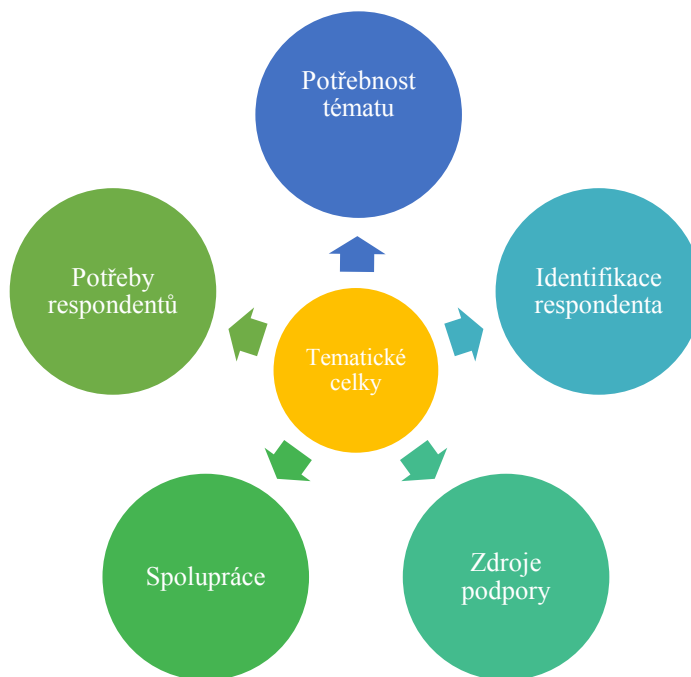 Potřebnost
tématu
Potřeby
respondentů
Identifikace
respondenta
Tematické
celky
Spolupráce
Zdroje
podpory